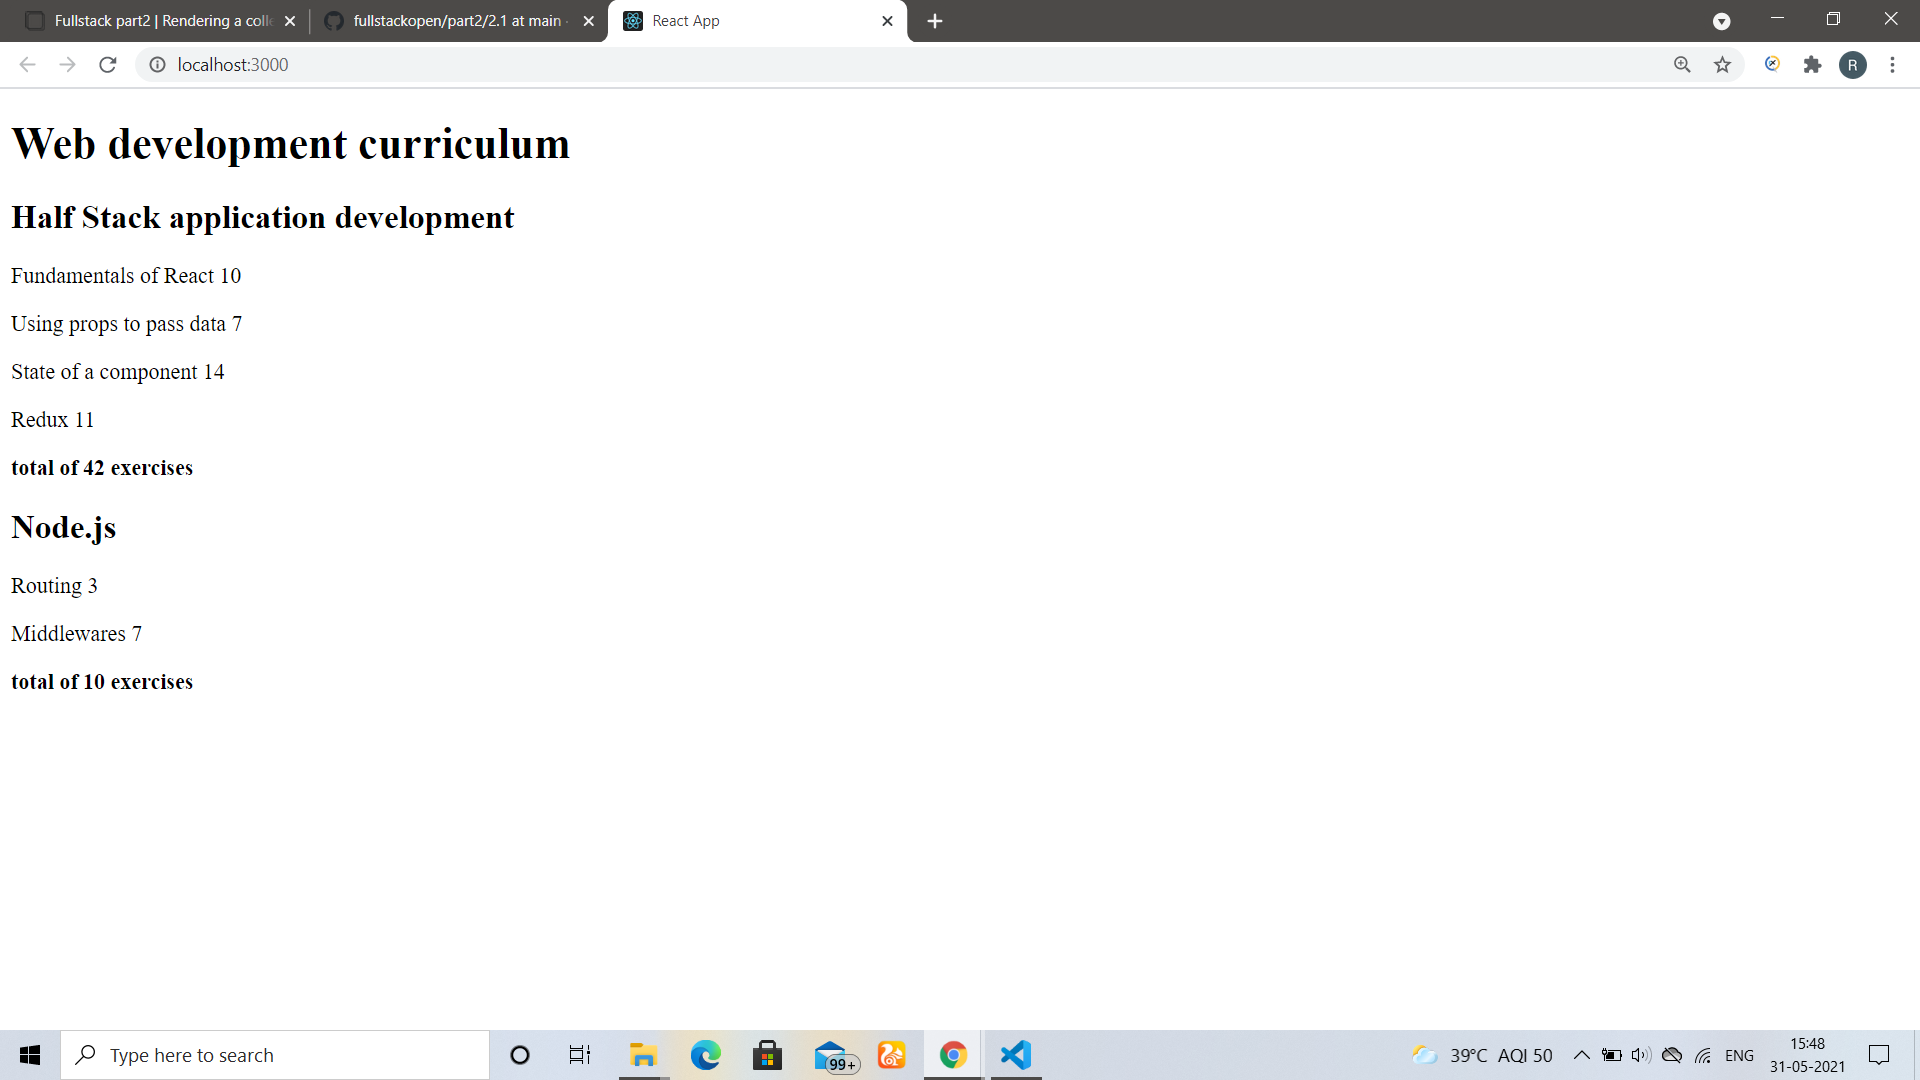 Fullstack part2 | Rendering a colle
fullstackopen/part2/2.1 at main
React App
localhost:3000
R
Web development curriculum
Half Stack application development
Fundamentals of React 10
Using props to pass data 7
State of a component 14
Redux 11
total of 42 exercises
Node.js
Routing 3
Middlewares 7
total of 10 exercises
Type here to search
99+
39°C AQI 50
ENG
15:48
31-05-2021